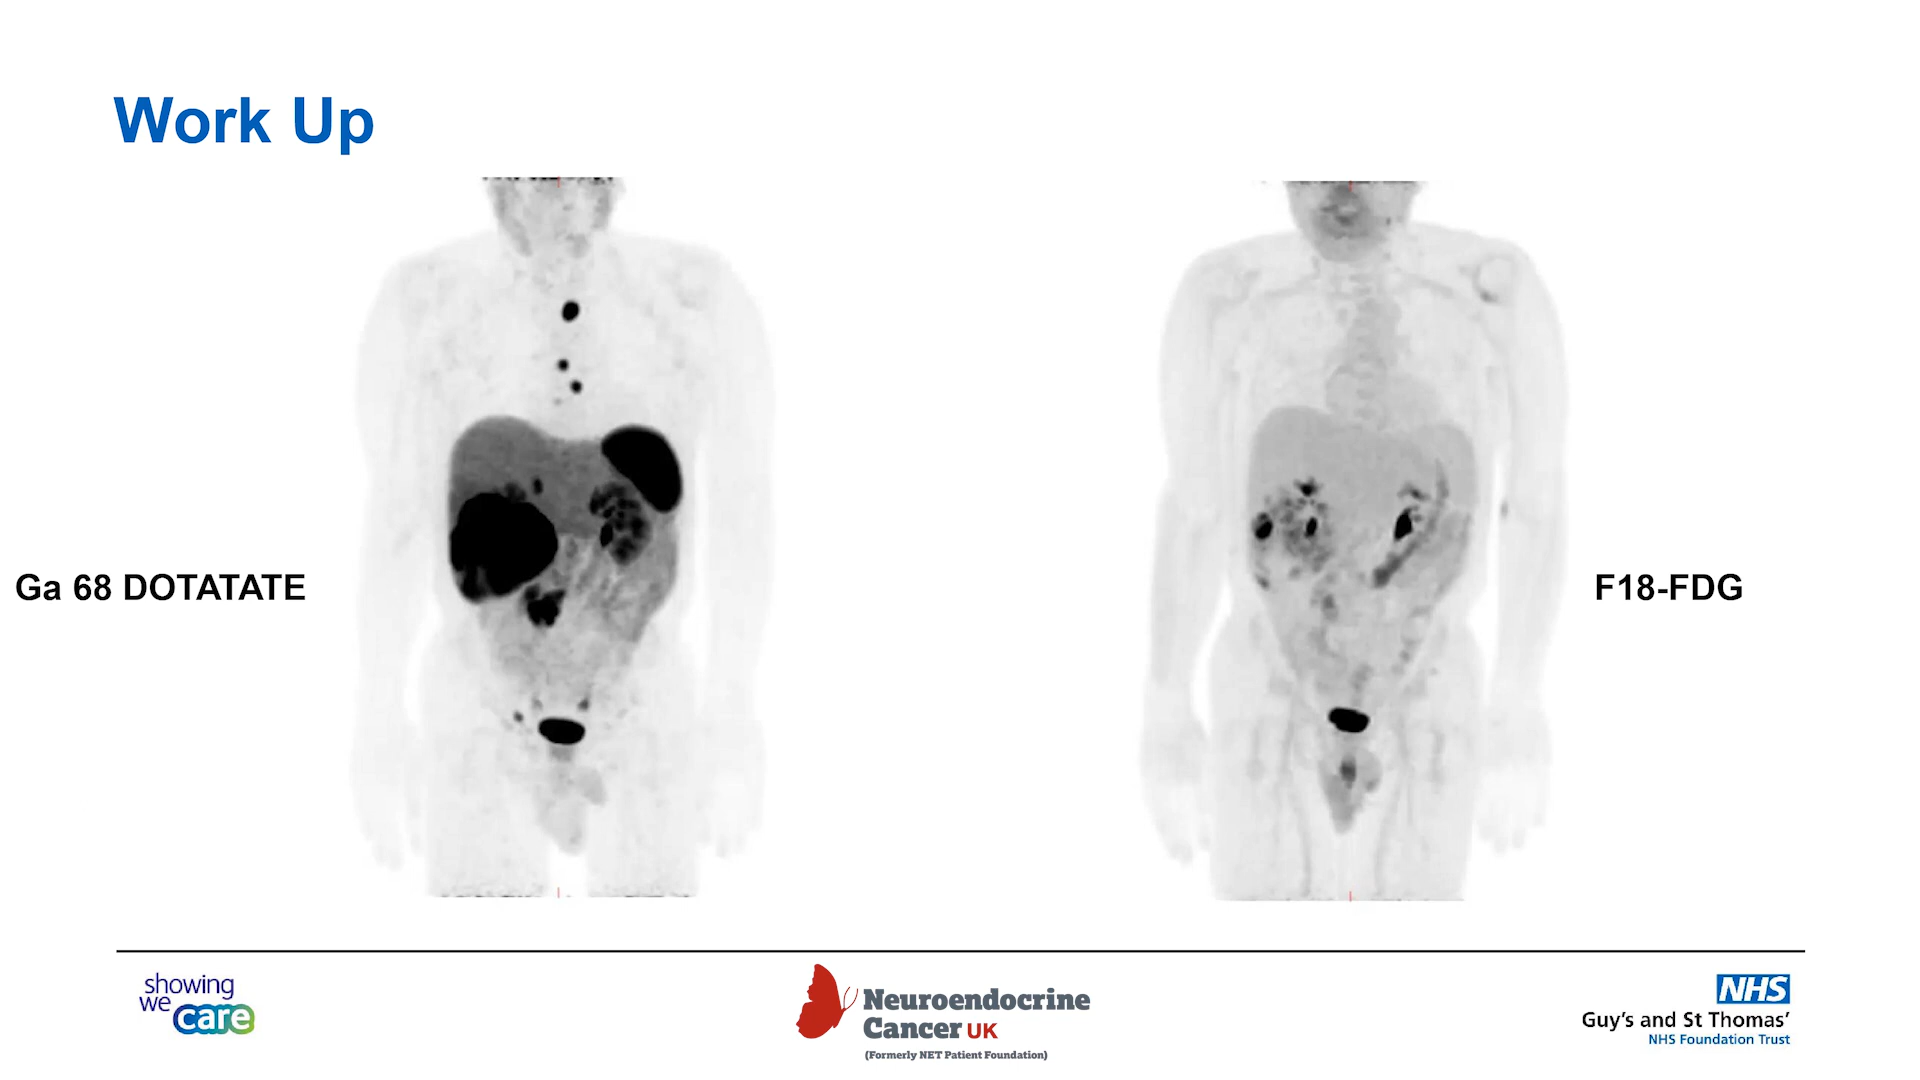 Work Up
Ga 68 DOTATATE
F18-FDG
showing
we
care
Neuroendocrine
Cancer UK
(Formerly NET Patient Foundation)
NHS
Guy's and St Thomas'
NHS Foundation Trust